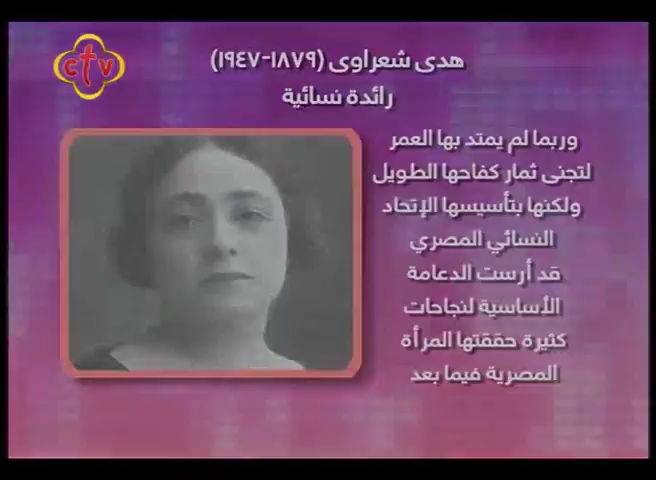 ctv
هدى شعراوى (١٨٧٩-١٩٤٧)
رائدة نسائية
وربما لم يمتد بها العمر
لتجنى ثمار كفاحها الطويل
ولكنها بتأسيسها الإتحاد
النسائي المصري
قد أرست الدعامة
الأساسية لنجاحات
كثيرة حققتها المرأة
المصرية فيما بعد